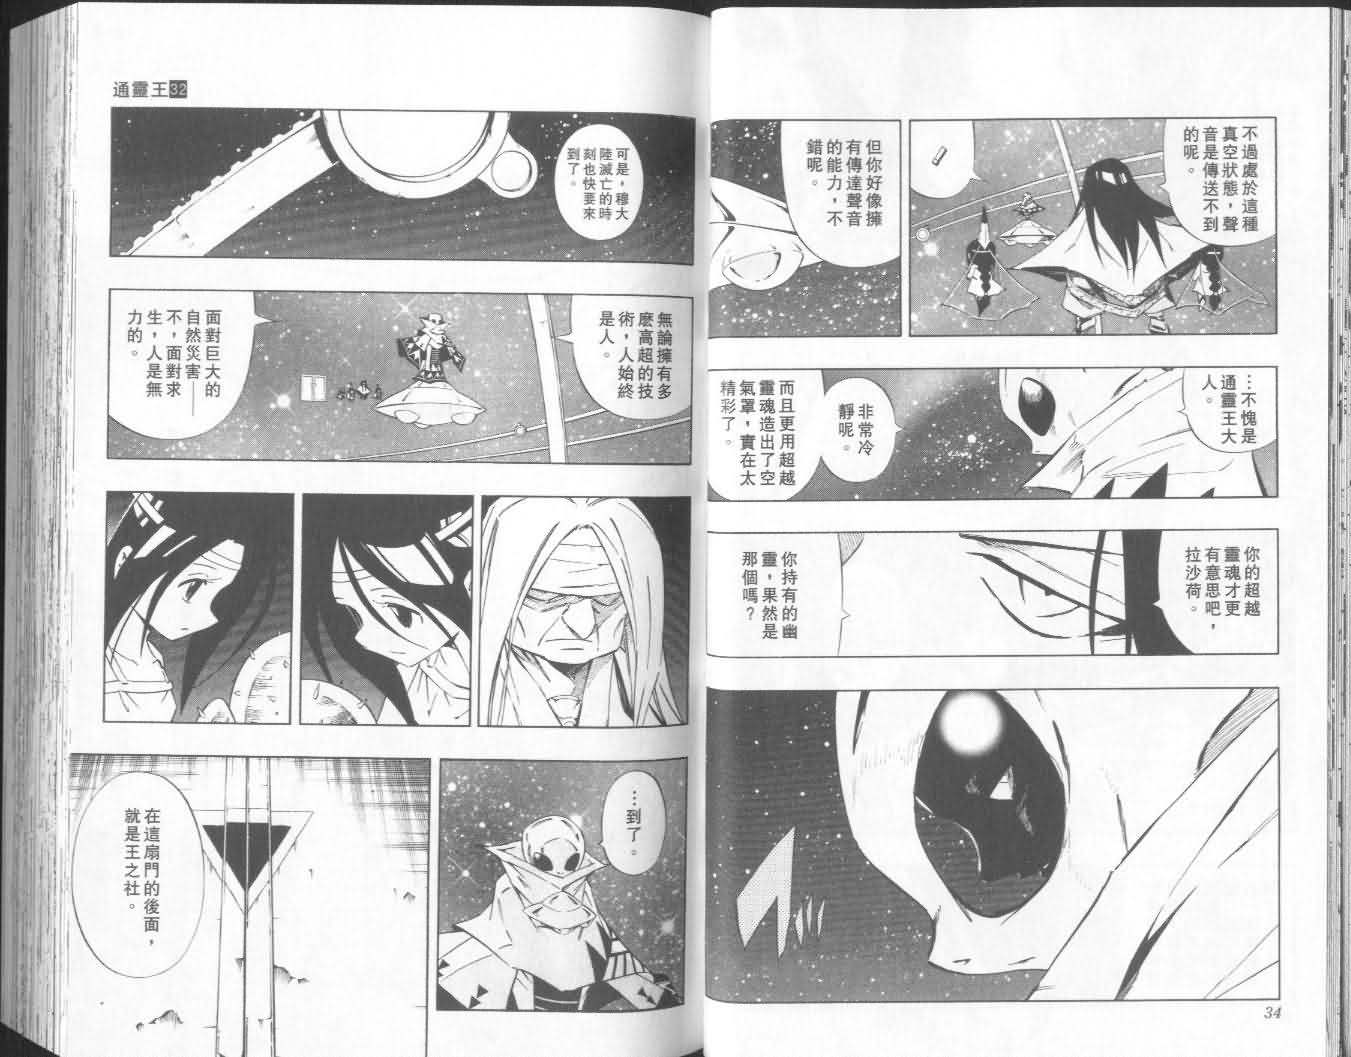 不過處於這種
真空狀態，聲
音是傳送不到
的呢。
但你好像擁
有傳達聲音
的能力，不
錯呢。
…不愧是
通靈王大
人。
非常冷
靜呢。
而且更用超越
靈魂造出了空
氣罩，實在太
精彩了。
你的超越
靈魂才更
有意思吧，
拉沙荷。
你持有的幽
靈，果然是
那個嗎？
34
通靈王32
可是，穆大
陸滅亡的時
刻也快要來
到了。
無論擁有多
麼高超的技
術，人始終
是人。
面對巨大的
自然災害──
不，面對求
生，人是無
力的。
…到了。
在這扇門的後面，
就是王之社。